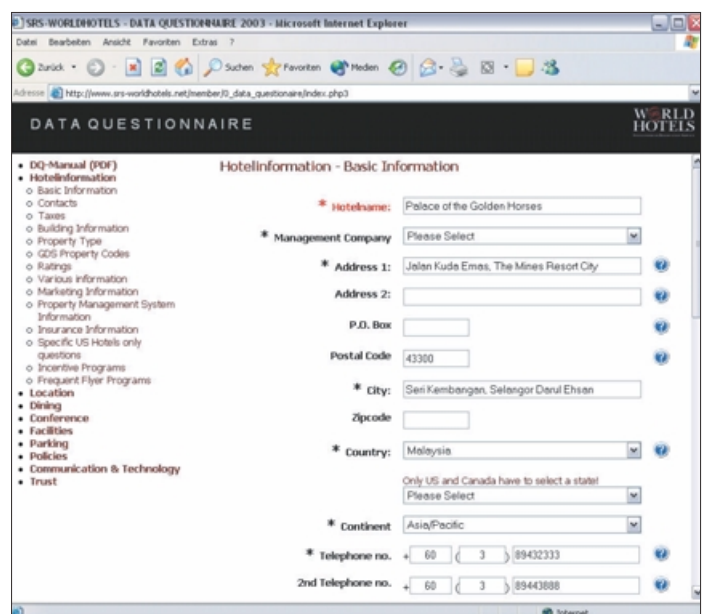 SRS-WORLDHOTELS - DATA QUESTIONNAIRE 2003 - Microsoft Internet Explorer
Datei Bearbeiten Ansicht Favoriten Extras ?
Zurück Suchen Favoriten Medien
Adresse http://www.srs-worldhotels.net/member/0_data_questionaire/index.php3
DATA QUESTIONNAIRE
WORLD
HOTELS
• DQ-Manual (PDF)
• Hotelinformation
o Basic Information
o Contacts
o Taxes
o Building Information
o Property Type
o GDS Property Codes
o Ratings
o Various information
o Marketing Information
o Property Management System
Information
o Insurance Information
o Specific US Hotels only
questions
o Incentive Programs
o Frequent Flyer Programs
• Location
• Dining
• Conference
• Facilities
• Parking
• Policies
• Communication & Technology
• Trust
Hotelinformation - Basic Information
* Hotelname: Palace of the Golden Horses
* Management Company Please Select
* Address 1: Jalan Kuda Emas, The Mines Resort City ?
Address 2: ?
P.O. Box ?
Postal Code 43300 ?
* City: Seri Kembangan, Selangor Darul Ehsan
Zipcode
* Country: Malaysia ?
Only US and Canada have to select a state!
Please Select
* Continent Asia/Pacific
* Telephone no. + 60 ( 3 ) 89432333 ?
2nd Telephone no. + 60 ( 3 ) 89443888 ?
Internet